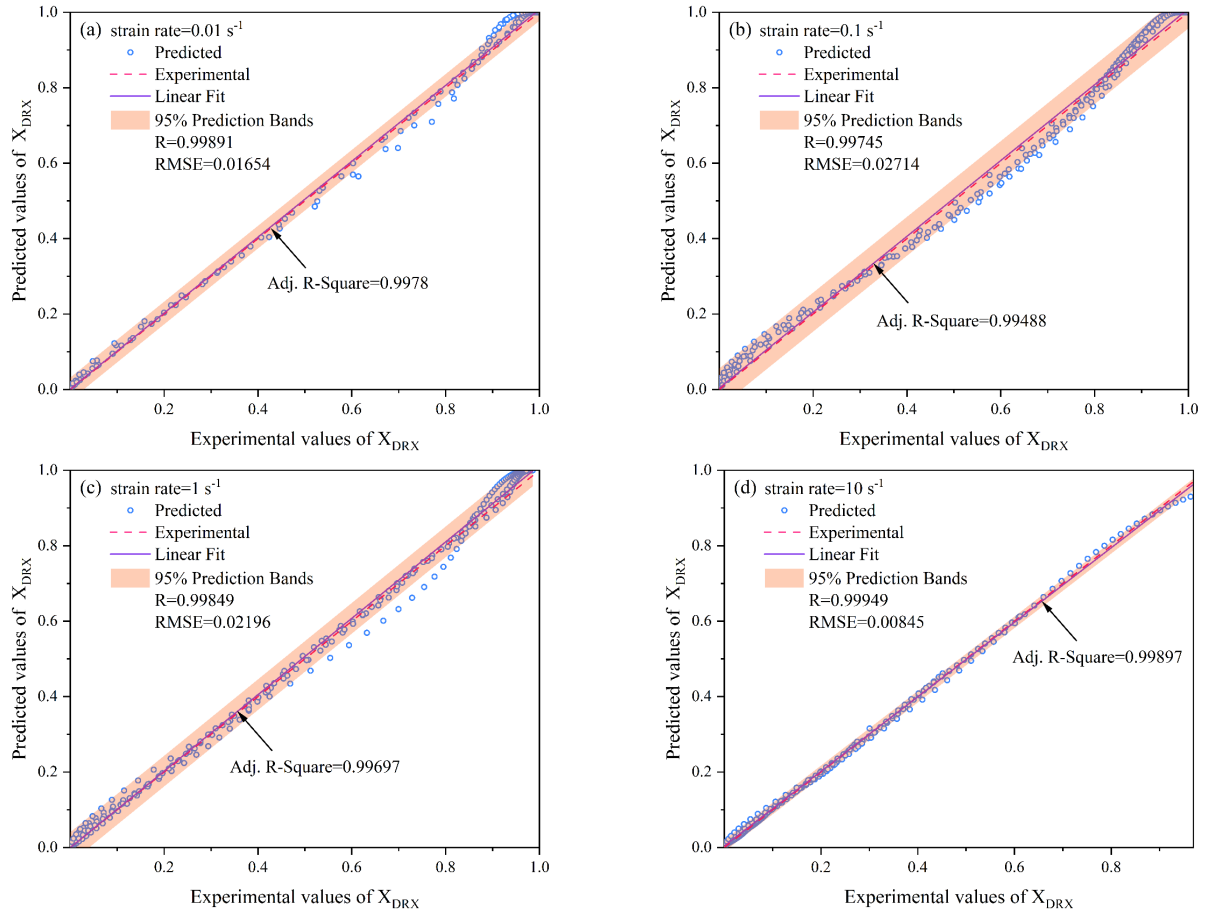 (a) strain rate=0.01 s⁻¹
Predicted
Experimental
Linear Fit
95% Prediction Bands
R=0.99891
RMSE=0.01654
Adj. R-Square=0.9978
1.0
0.8
0.6
0.4
0.2
0.0
0.2
0.4
0.6
0.8
1.0
Predicted values of X_DRX
Experimental values of X_DRX
(b) strain rate=0.1 s⁻¹
Predicted
Experimental
Linear Fit
95% Prediction Bands
R=0.99745
RMSE=0.02714
Adj. R-Square=0.99488
1.0
0.8
0.6
0.4
0.2
0.0
0.2
0.4
0.6
0.8
1.0
Predicted values of X_DRX
Experimental values of X_DRX
(c) strain rate=1 s⁻¹
Predicted
Experimental
Linear Fit
95% Prediction Bands
R=0.99849
RMSE=0.02196
Adj. R-Square=0.99697
1.0
0.8
0.6
0.4
0.2
0.0
0.2
0.4
0.6
0.8
1.0
Predicted values of X_DRX
Experimental values of X_DRX
(d) strain rate=10 s⁻¹
Predicted
Experimental
Linear Fit
95% Prediction Bands
R=0.99949
RMSE=0.00845
Adj. R-Square=0.99897
1.0
0.8
0.6
0.4
0.2
0.0
0.2
0.4
0.6
0.8
Predicted values of X_DRX
Experimental values of X_DRX